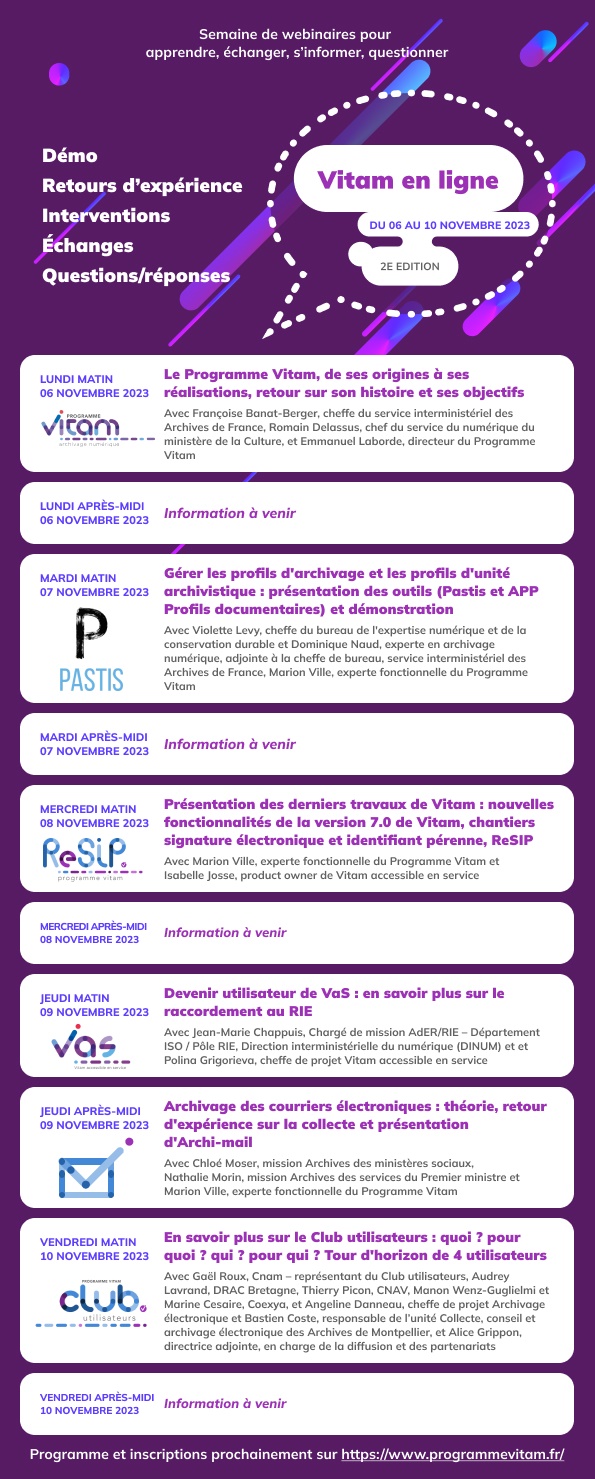 Semaine de webinaires pour
apprendre, échanger, s'informer, questionner
Démo
Retours d'expérience
Interventions
Échanges
Questions/réponses
Vitam en ligne
DU 06 AU 10 NOVEMBRE 2023
2E EDITION
LUNDI MATIN
06 NOVEMBRE 2023
PROGRAMME
vitam
archivage numérique
Le Programme Vitam, de ses origines à ses
réalisations, retour sur son histoire et ses objectifs
Avec Françoise Banat-Berger, cheffe du service interministériel des
Archives de France, Romain Delassus, chef du service du numérique du
ministère de la Culture, et Emmanuel Laborde, directeur du Programme
Vitam
LUNDI APRÈS-MIDI
06 NOVEMBRE 2023
Information à venir
MARDI MATIN
07 NOVEMBRE 2023
P
PASTIS
Gérer les profils d'archivage et les profils d'unité
archivistique : présentation des outils (Pastis et APP
Profils documentaires) et démonstration
Avec Violette Levy, cheffe du bureau de l'expertise numérique et de la
conservation durable et Dominique Naud, experte en archivage
numérique, adjointe à la cheffe de bureau, service interministériel des
Archives de France, Marion Ville, experte fonctionnelle du Programme
Vitam
MARDI APRÈS-MIDI
07 NOVEMBRE 2023
Information à venir
MERCREDI MATIN
08 NOVEMBRE 2023
ReSiP
programme vitam
Présentation des derniers travaux de Vitam : nouvelles
fonctionnalités de la version 7.0 de Vitam, chantiers
signature électronique et identifiant pérenne, ReSIP
Avec Marion Ville, experte fonctionnelle du Programme Vitam et
Isabelle Josse, product owner de Vitam accessible en service
MERCREDI APRÈS-MIDI
08 NOVEMBRE 2023
Information à venir
JEUDI MATIN
09 NOVEMBRE 2023
vas
Vitam accessible en service
Devenir utilisateur de VaS : en savoir plus sur le
raccordement au RIE
Avec Jean-Marie Chappuis, Chargé de mission AdER/RIE – Département
ISO / Pôle RIE, Direction interministérielle du numérique (DINUM) et et
Polina Grigorieva, cheffe de projet Vitam accessible en service
JEUDI APRÈS-MIDI
09 NOVEMBRE 2023
Archivage des courriers électroniques : théorie, retour
d'expérience sur la collecte et présentation
d'Archi-mail
Avec Chloé Moser, mission Archives des ministères sociaux,
Nathalie Morin, mission Archives des services du Premier ministre et
Marion Ville, experte fonctionnelle du Programme Vitam
VENDREDI MATIN
10 NOVEMBRE 2023
PROGRAMME VITAM
club
utilisateurs
En savoir plus sur le Club utilisateurs : quoi ? pour
quoi ? qui ? pour qui ? Tour d'horizon de 4 utilisateurs
Avec Gaël Roux, Cnam – représentant du Club utilisateurs, Audrey
Lavrand, DRAC Bretagne, Thierry Picon, CNAV, Manon Wenz-Guglielmi et
Marine Cesaire, Coexya, et Angeline Danneau, cheffe de projet Archivage
électronique et Bastien Coste, responsable de l'unité Collecte, conseil et
archivage électronique des Archives de Montpellier, et Alice Grippon,
directrice adjointe, en charge de la diffusion et des partenariats
VENDREDI APRÈS-MIDI
10 NOVEMBRE 2023
Information à venir
Programme et inscriptions prochainement sur https://www.programmevitam.fr/